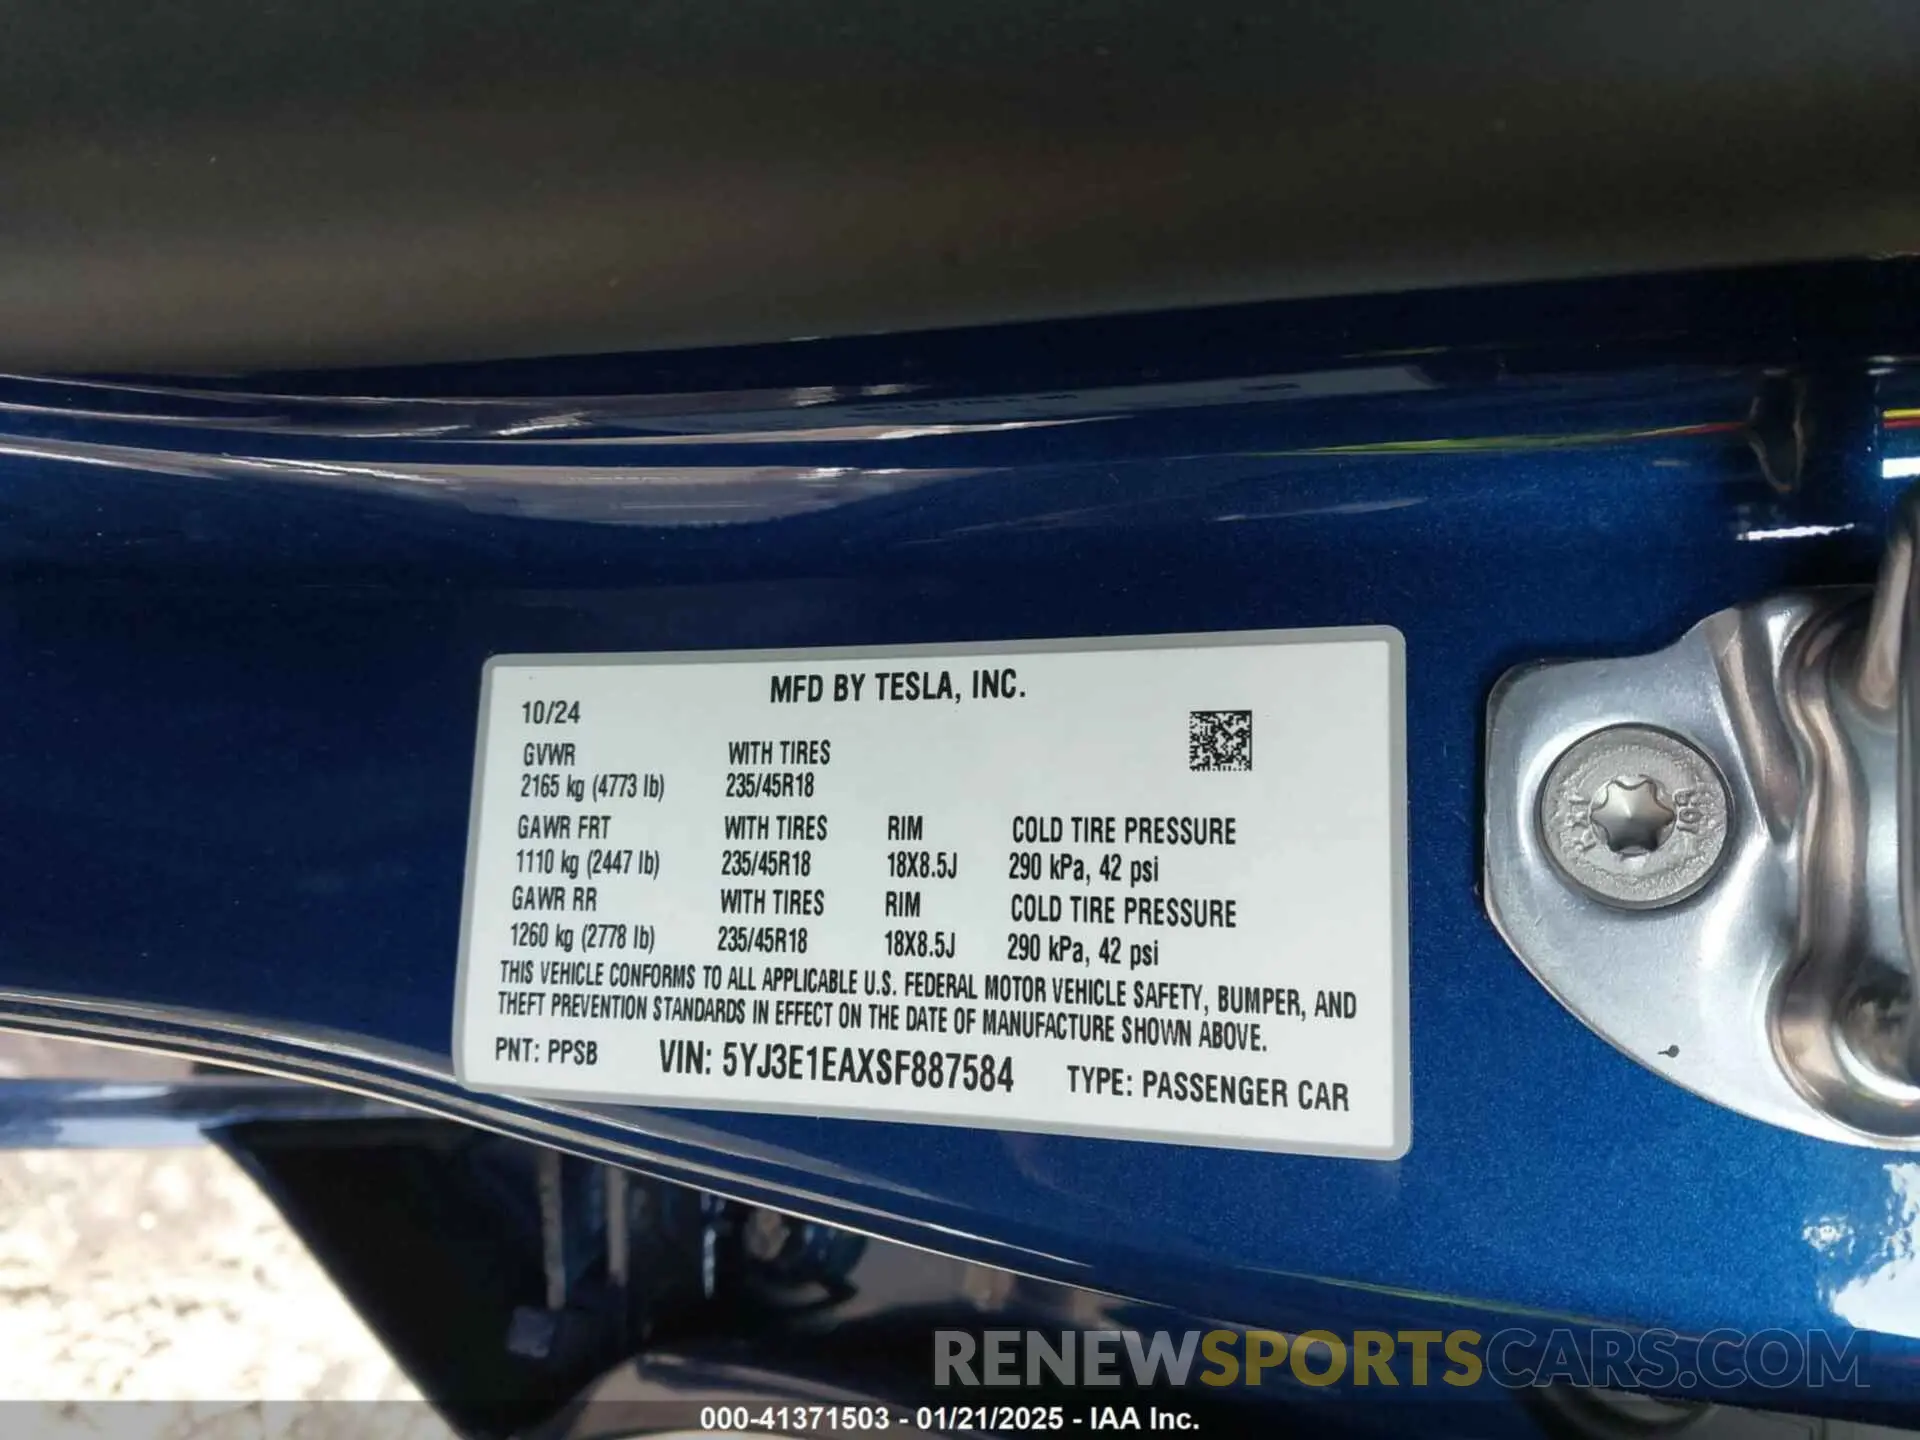 MFD BY TESLA, INC.
10/24
GVWR WITH TIRES
2165 kg (4773 lb) 235/45R18
GAWR FRT WITH TIRES RIM COLD TIRE PRESSURE
1110 kg (2447 lb) 235/45R18 18X8.5J 290 kPa, 42 psi
GAWR RR WITH TIRES RIM COLD TIRE PRESSURE
1260 kg (2778 lb) 235/45R18 18X8.5J 290 kPa, 42 psi
THIS VEHICLE CONFORMS TO ALL APPLICABLE U.S. FEDERAL MOTOR VEHICLE SAFETY, BUMPER, AND
THEFT PREVENTION STANDARDS IN EFFECT ON THE DATE OF MANUFACTURE SHOWN ABOVE.
PNT: PPSB VIN: 5YJ3E1EAXSF887584 TYPE: PASSENGER CAR
RENEWSPORTSCARS.COM
000-41371503 - 01/21/2025 - IAA Inc.